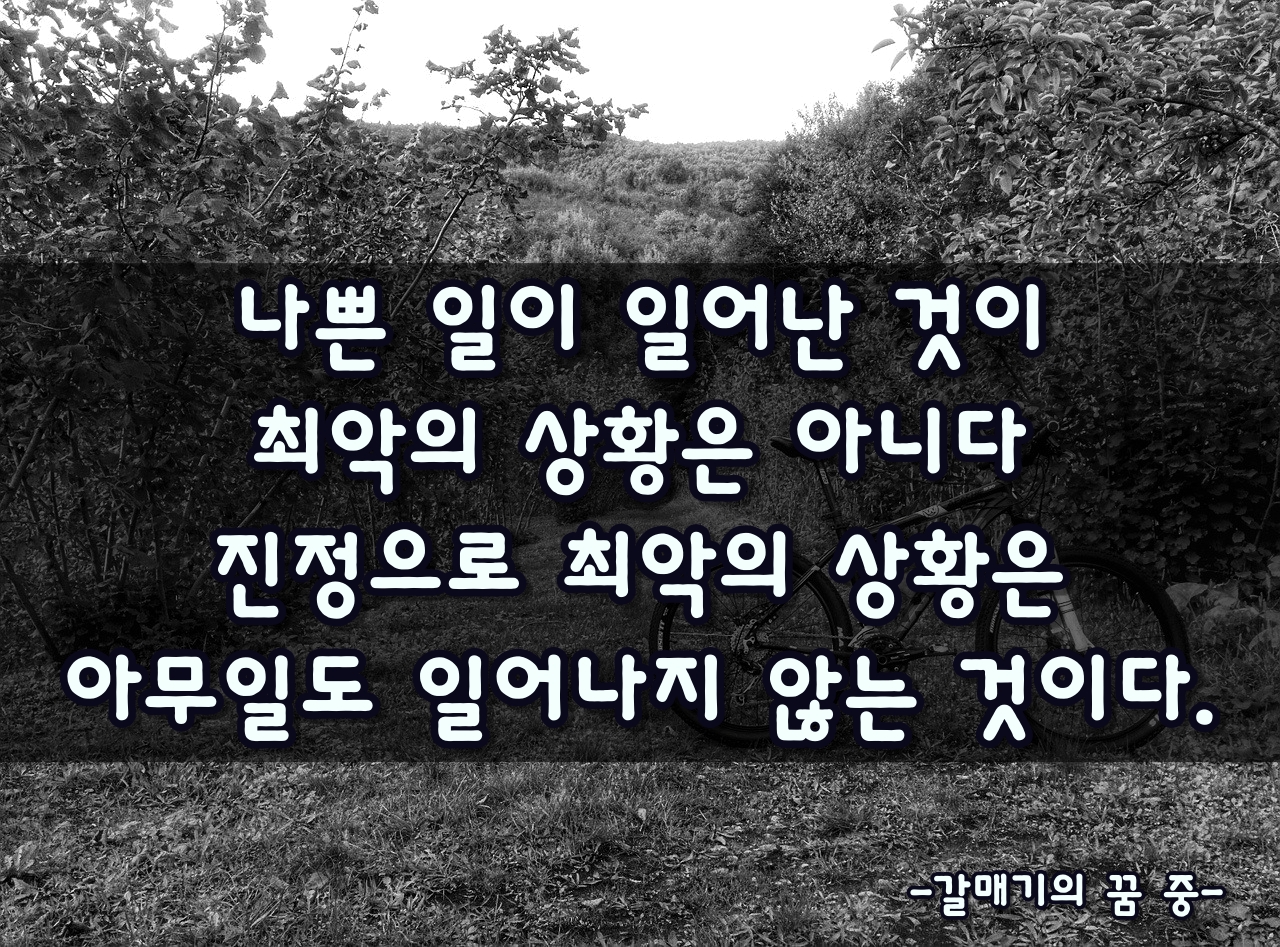 나쁜 일이 일어난 것이
최악의 상황은 아니다
진정으로 최악의 상황은
아무일도 일어나지 않는 것이다.
-갈매기의 꿈 중-